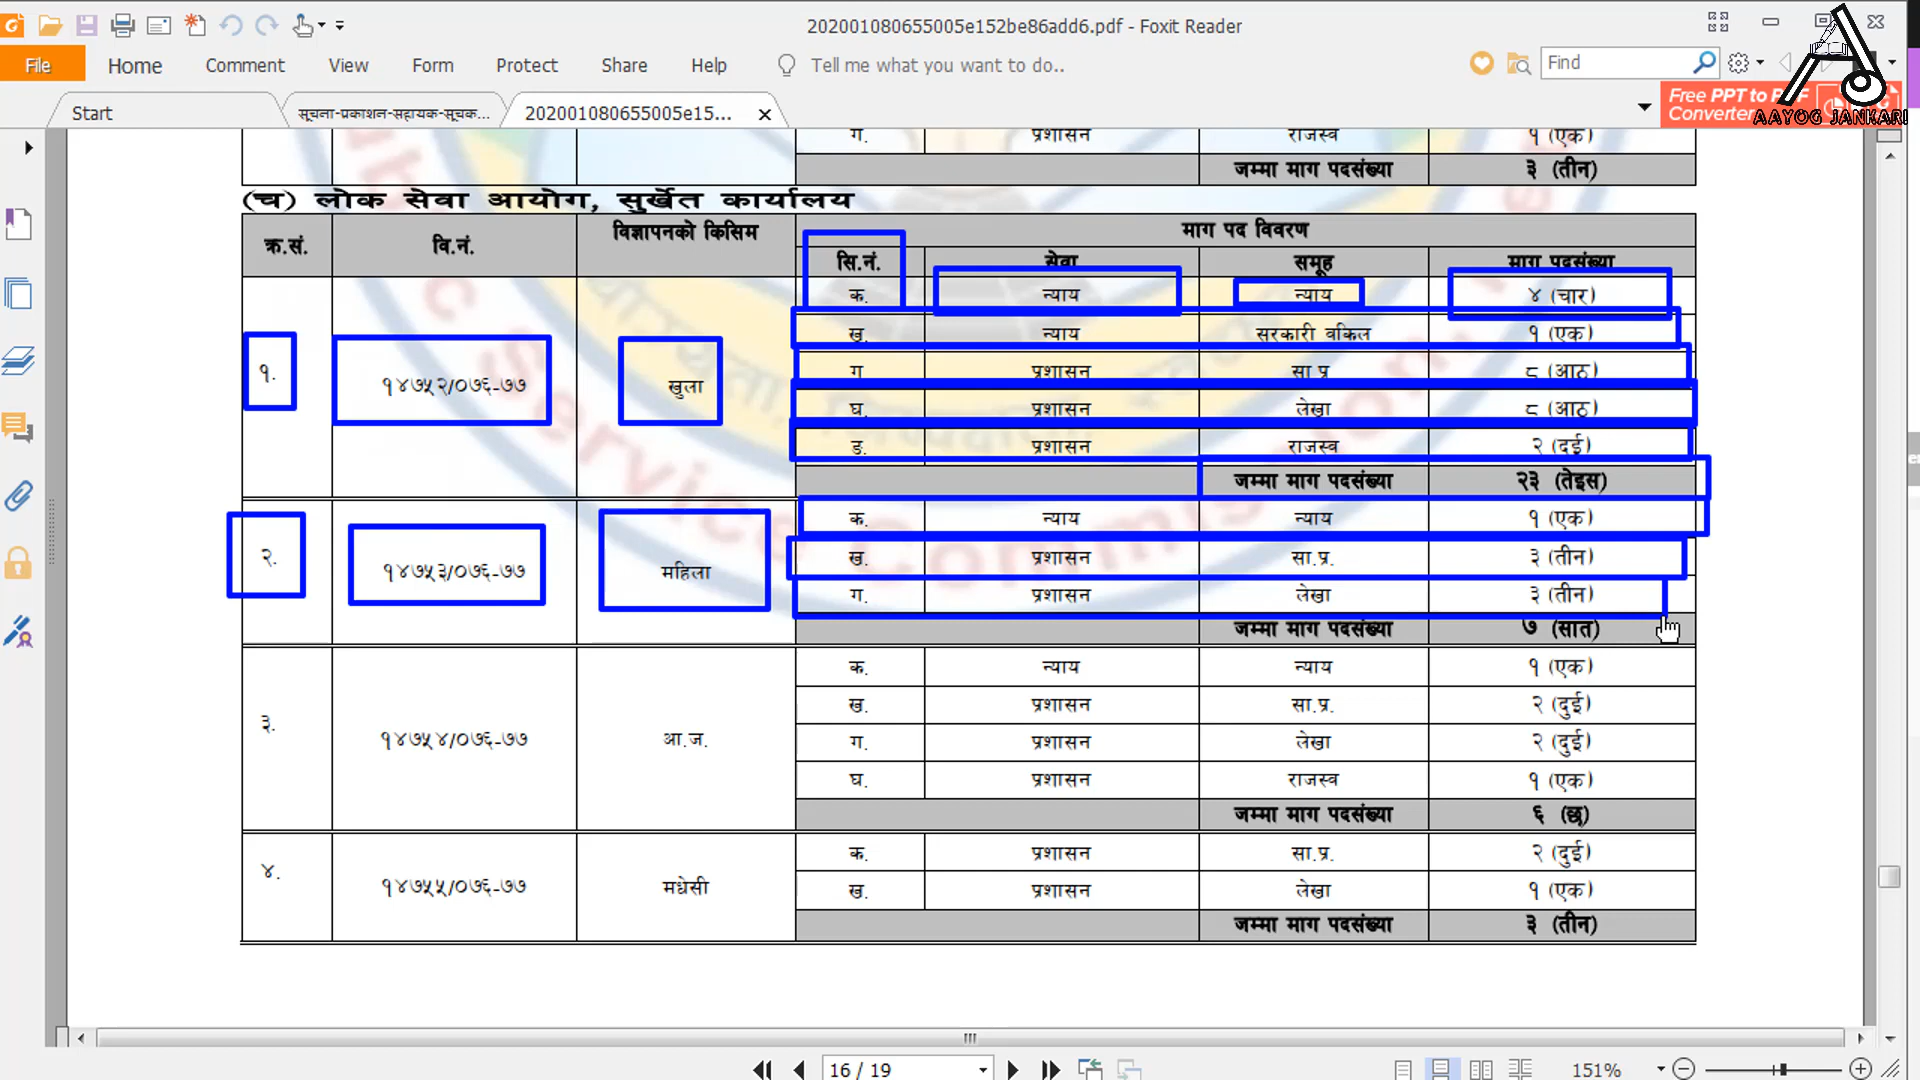 202001080655005e152be86add6.pdf - Foxit Reader
File Home Comment View Form Protect Share Help Tell me what you want to do.. Find
Start सूचना-प्रकाशन-सहायक-सूचक... 202001080655005e15...
Free PPT to PDF
Converter
AAYOG JANKARI
ग. प्रशासन राजस्व १ (एक)
जम्मा माग पदसंख्या ३ (तीन)
(च) लोक सेवा आयोग, सुर्खेत कार्यालय
क्र.सं. वि.नं. विज्ञापनको किसिम माग पद विवरण
सि.नं. सेवा समूह माग पदसंख्या
क. न्याय न्याय ४ (चार)
ख. न्याय सरकारी वकिल १ (एक)
१. १४७५२/०७६-७७ खुला ग. प्रशासन सा.प्र. ८ (आठ)
घ. प्रशासन लेखा ८ (आठ)
ङ. प्रशासन राजस्व २ (दुई)
जम्मा माग पदसंख्या २३ (तेइस)
क. न्याय न्याय १ (एक)
२. १४७५३/०७६-७७ महिला ख. प्रशासन सा.प्र. ३ (तीन)
ग. प्रशासन लेखा ३ (तीन)
जम्मा माग पदसंख्या ७ (सात)
क. न्याय न्याय १ (एक)
ख. प्रशासन सा.प्र. २ (दुई)
३. १४७५४/०७६-७७ आ.ज. ग. प्रशासन लेखा २ (दुई)
घ. प्रशासन राजस्व १ (एक)
जम्मा माग पदसंख्या ६ (छ)
क. प्रशासन सा.प्र. २ (दुई)
४. १४७५५/०७६-७७ मधेसी ख. प्रशासन लेखा १ (एक)
जम्मा माग पदसंख्या ३ (तीन)
16 / 19 151%